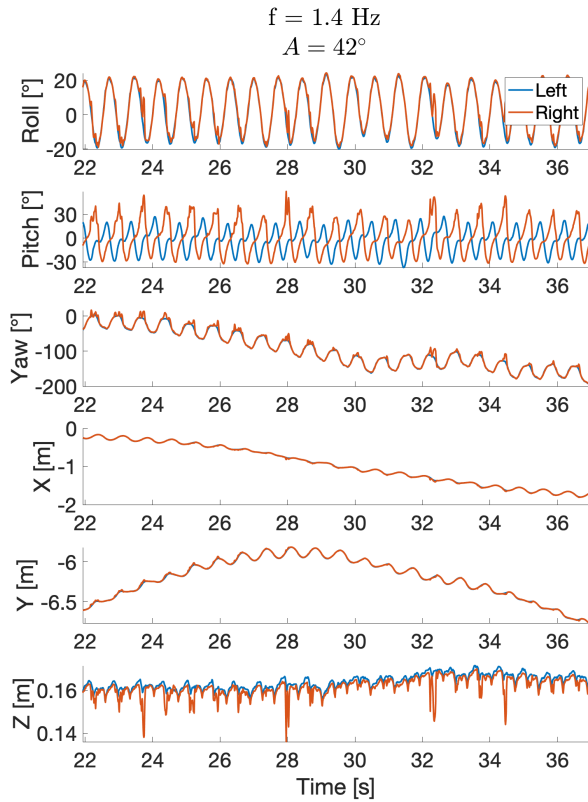 f = 1.4 Hz
A = 42°
Roll [°]
20
0
-20
Left
Right
22 24 26 28 30 32 34 36
Pitch [°]
30
0
-30
22 24 26 28 30 32 34 36
Yaw [°]
0
-100
-200
22 24 26 28 30 32 34 36
X [m]
0
-1
-2
22 24 26 28 30 32 34 36
Y [m]
-6
-6.5
22 24 26 28 30 32 34 36
Z [m]
0.16
0.14
22 24 26 28 30 32 34 36
Time [s]